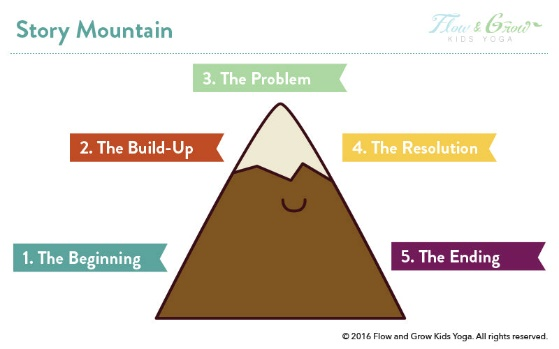 Story Mountain
Flow & Grow
KIDS YOGA
3. The Problem
2. The Build-Up
4. The Resolution
1. The Beginning
5. The Ending
© 2016 Flow and Grow Kids Yoga. All rights reserved.